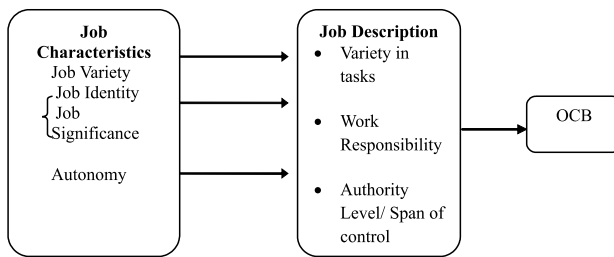 Job
Characteristics
Job Variety
Job Identity
Job
Significance
Autonomy
Job Description
• Variety in
tasks
• Work
Responsibility
• Authority
Level/ Span of
control
OCB